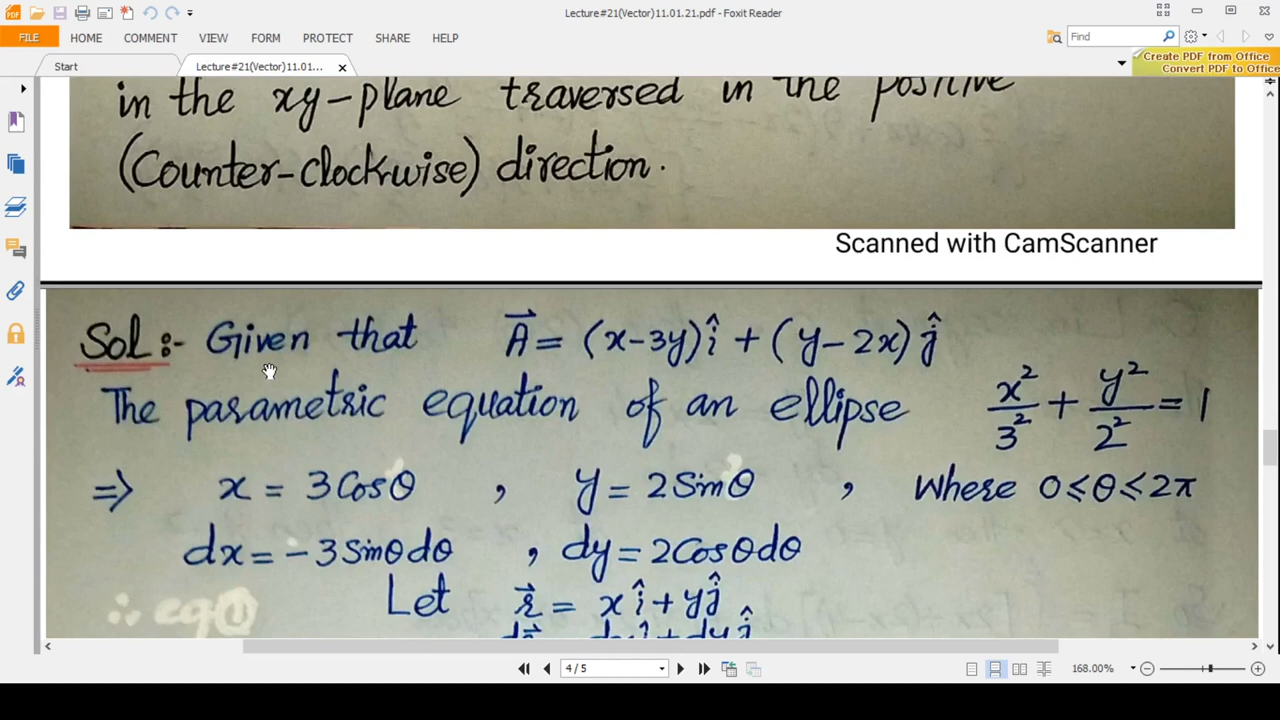 Lecture#21(Vector)11.01.21.pdf - Foxit Reader
FILE HOME COMMENT VIEW FORM PROTECT SHARE HELP
Find
Create PDF from Office
Convert PDF to Office
Start Lecture#21(Vector)11.01...
in the xy-plane traversed in the positive
(Counter-clockwise) direction.
Scanned with CamScanner
Sol:- Given that A⃗ = (x-3y)î + (y-2x)ĵ
The parametric equation of an ellipse x²/3² + y²/2² = 1
⇒ x = 3Cosθ , y = 2Sinθ , Where 0≤θ≤2π
dx = -3Sinθdθ , dy = 2Cosθdθ
∴ eq① Let r⃗ = xî + yĵ
4 / 5 168.00%